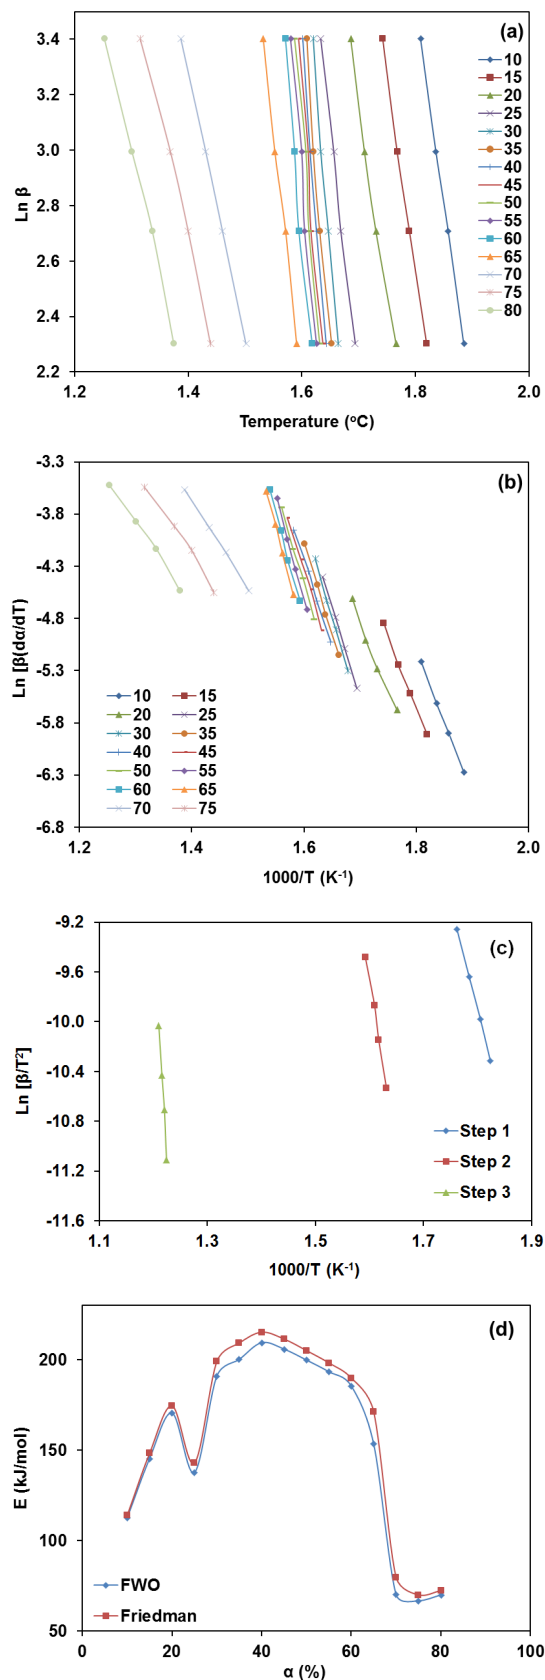 (a)
3.4
3.0
2.6
2.2
Ln β
1.2 1.4 1.6 1.8 2.0
Temperature (°C)
10
15
20
25
30
35
40
45
50
55
60
65
70
75
80
3.8
(b)
-3.3
-3.8
-4.3
-4.8
-5.3
-5.8
-6.3
-6.8
Ln [β(dα/dT)
10 15
20 25
30 35
40 45
50 55
60 65
70 75
1.2 1.4 1.6 1.8 2.0
1000/T (K-1)
(c)
-9.2
-9.6
-10.0
-10.4
-10.8
-11.2
-11.6
Ln [β/T2]
Step 1
Step 2
Step 3
1.1 1.3 1.5 1.7 1.9
1000/T (K-1)
(d)
200
150
100
50
E (kJ/mol)
FWO
Friedman
0 20 40 60 80 100
α (%)